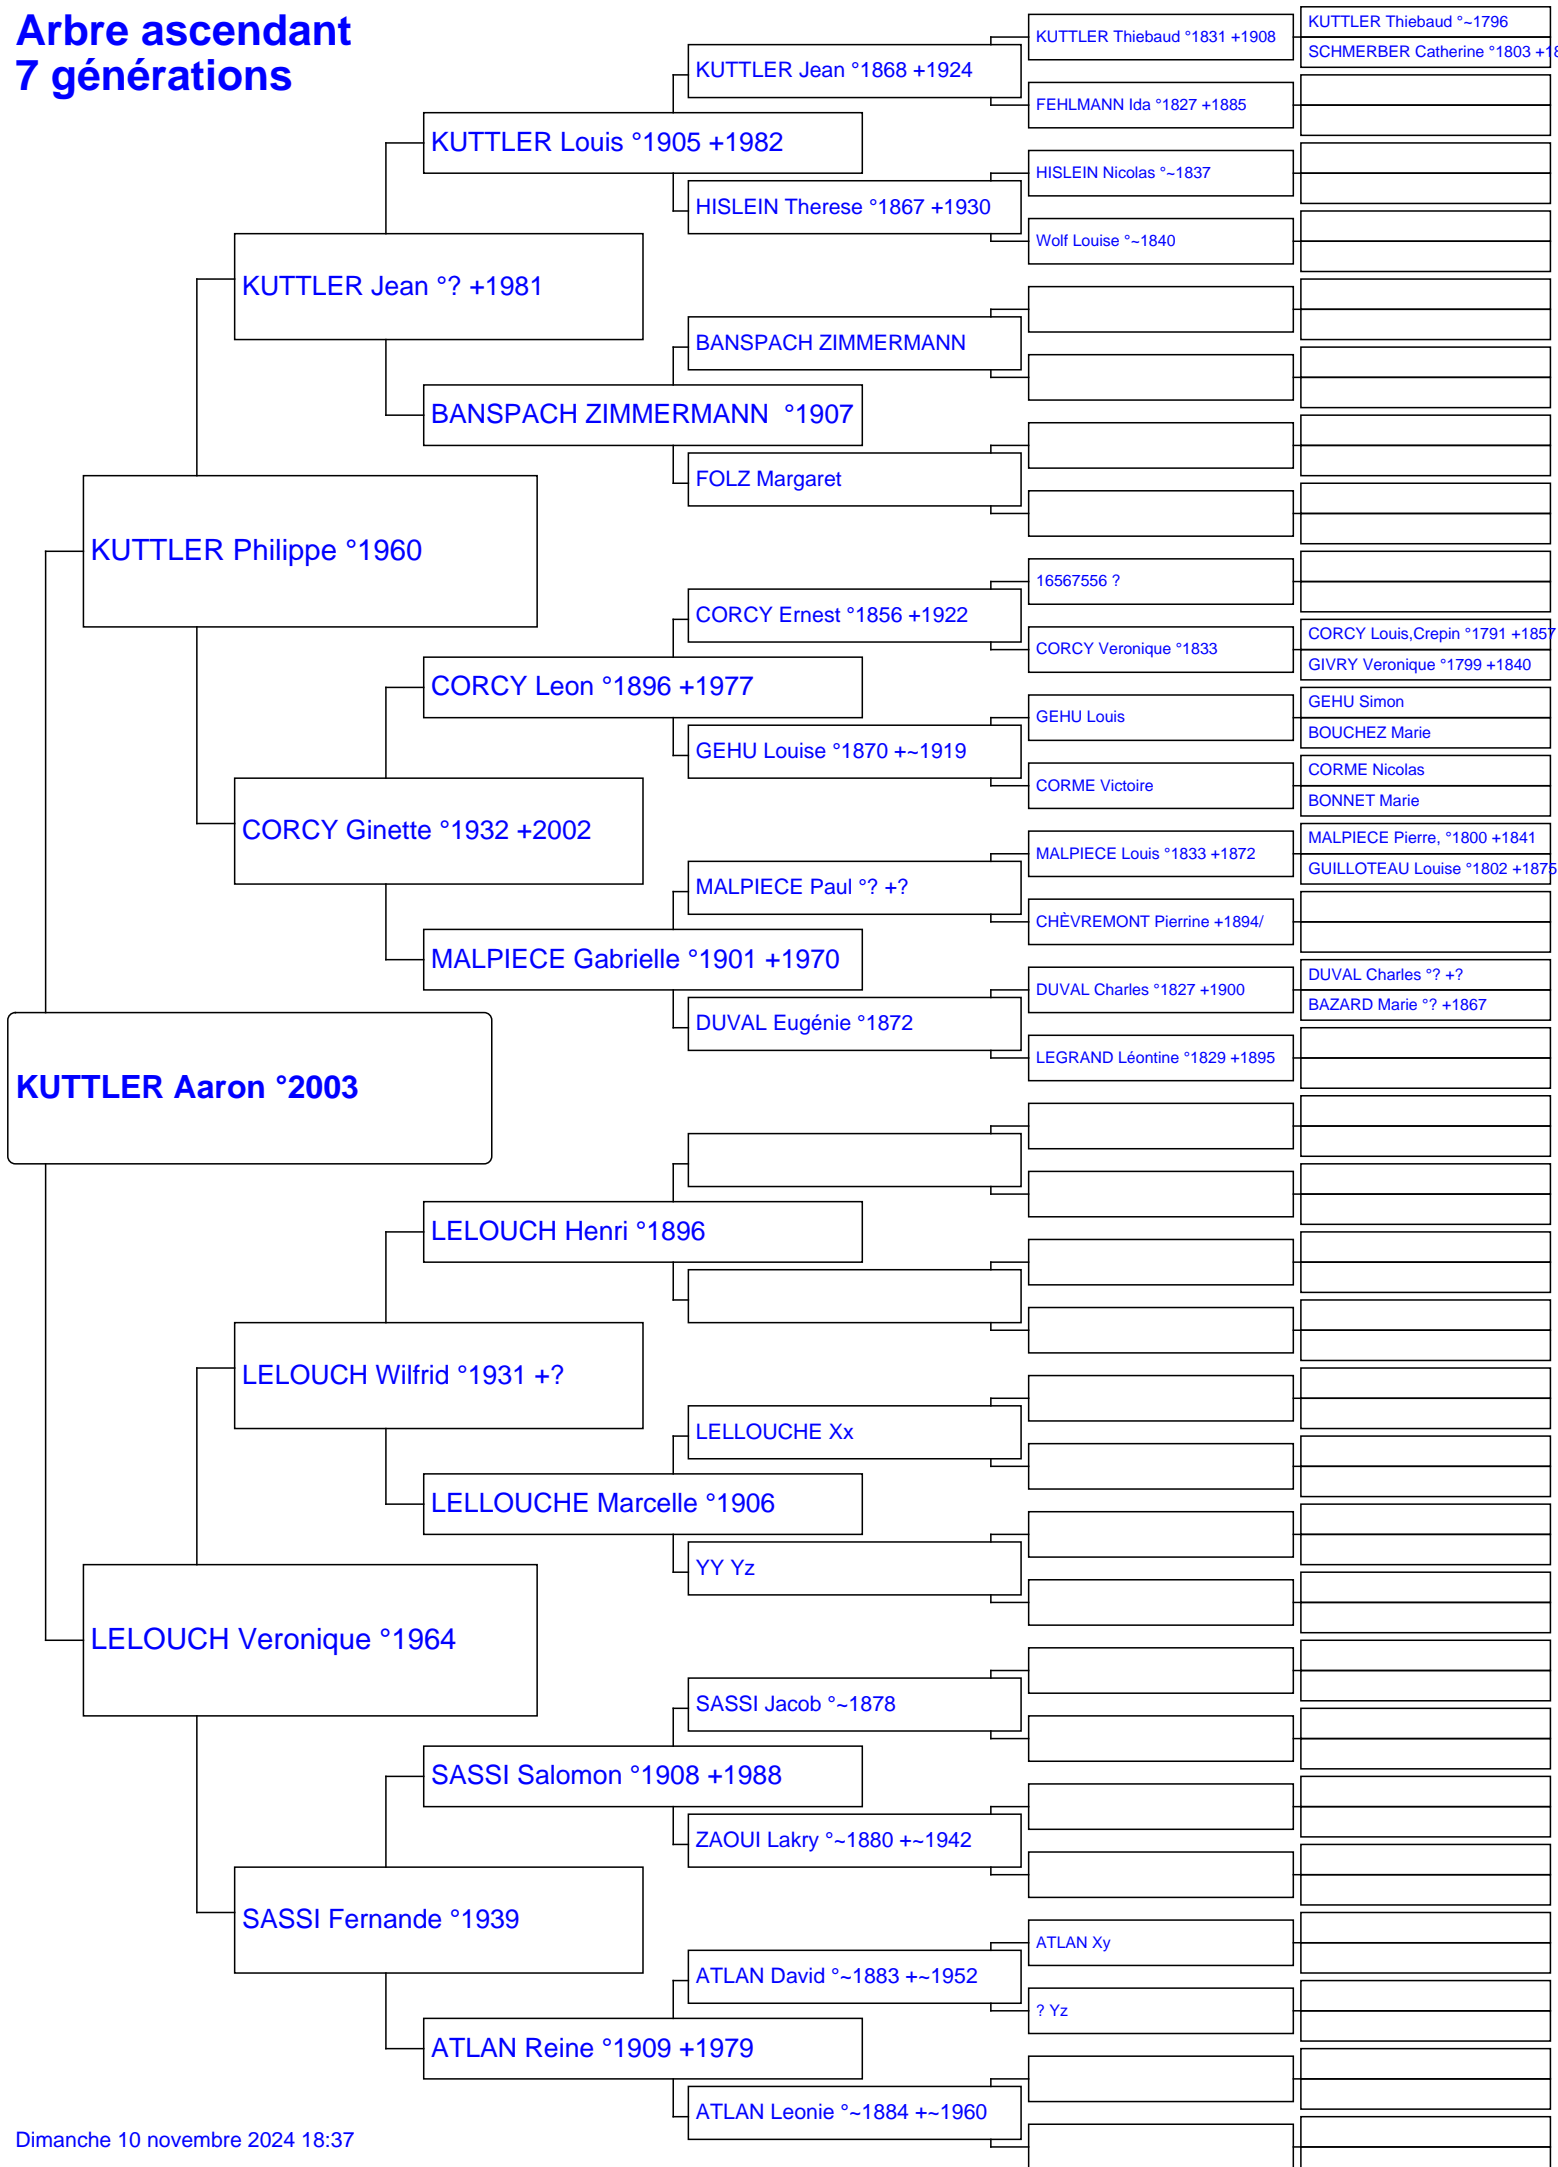 Arbre ascendant
7 générations
KUTTLER Thiebaud °~1796
KUTTLER Thiebaud °1831 +1908
SCHMERBER Catherine °1803 +18
KUTTLER Jean °1868 +1924
FEHLMANN Ida °1827 +1885
KUTTLER Louis °1905 +1982
HISLEIN Nicolas °~1837
HISLEIN Therese °1867 +1930
Wolf Louise °~1840
KUTTLER Jean °? +1981
BANSPACH ZIMMERMANN
BANSPACH ZIMMERMANN  °1907
FOLZ Margaret
KUTTLER Philippe °1960
16567556 ?
CORCY Ernest °1856 +1922
CORCY Louis,Crepin °1791 +1857
CORCY Veronique °1833
GIVRY Veronique °1799 +1840
CORCY Leon °1896 +1977
GEHU Simon
GEHU Louis
BOUCHEZ Marie
GEHU Louise °1870 +~1919
CORME Nicolas
CORME Victoire
BONNET Marie
CORCY Ginette °1932 +2002
MALPIECE Pierre, °1800 +1841
MALPIECE Louis °1833 +1872
GUILLOTEAU Louise °1802 +1875
MALPIECE Paul °? +?
CHÈVREMONT Pierrine +1894/
MALPIECE Gabrielle °1901 +1970
DUVAL Charles °? +?
DUVAL Charles °1827 +1900
BAZARD Marie °? +1867
DUVAL Eugénie °1872
LEGRAND Léontine °1829 +1895
KUTTLER Aaron °2003
LELOUCH Henri °1896
LELOUCH Wilfrid °1931 +?
LELLOUCHE Xx
LELLOUCHE Marcelle °1906
YY Yz
LELOUCH Veronique °1964
SASSI Jacob °~1878
SASSI Salomon °1908 +1988
ZAOUI Lakry °~1880 +~1942
SASSI Fernande °1939
ATLAN Xy
ATLAN David °~1883 +~1952
? Yz
ATLAN Reine °1909 +1979
ATLAN Leonie °~1884 +~1960
Dimanche 10 novembre 2024 18:37